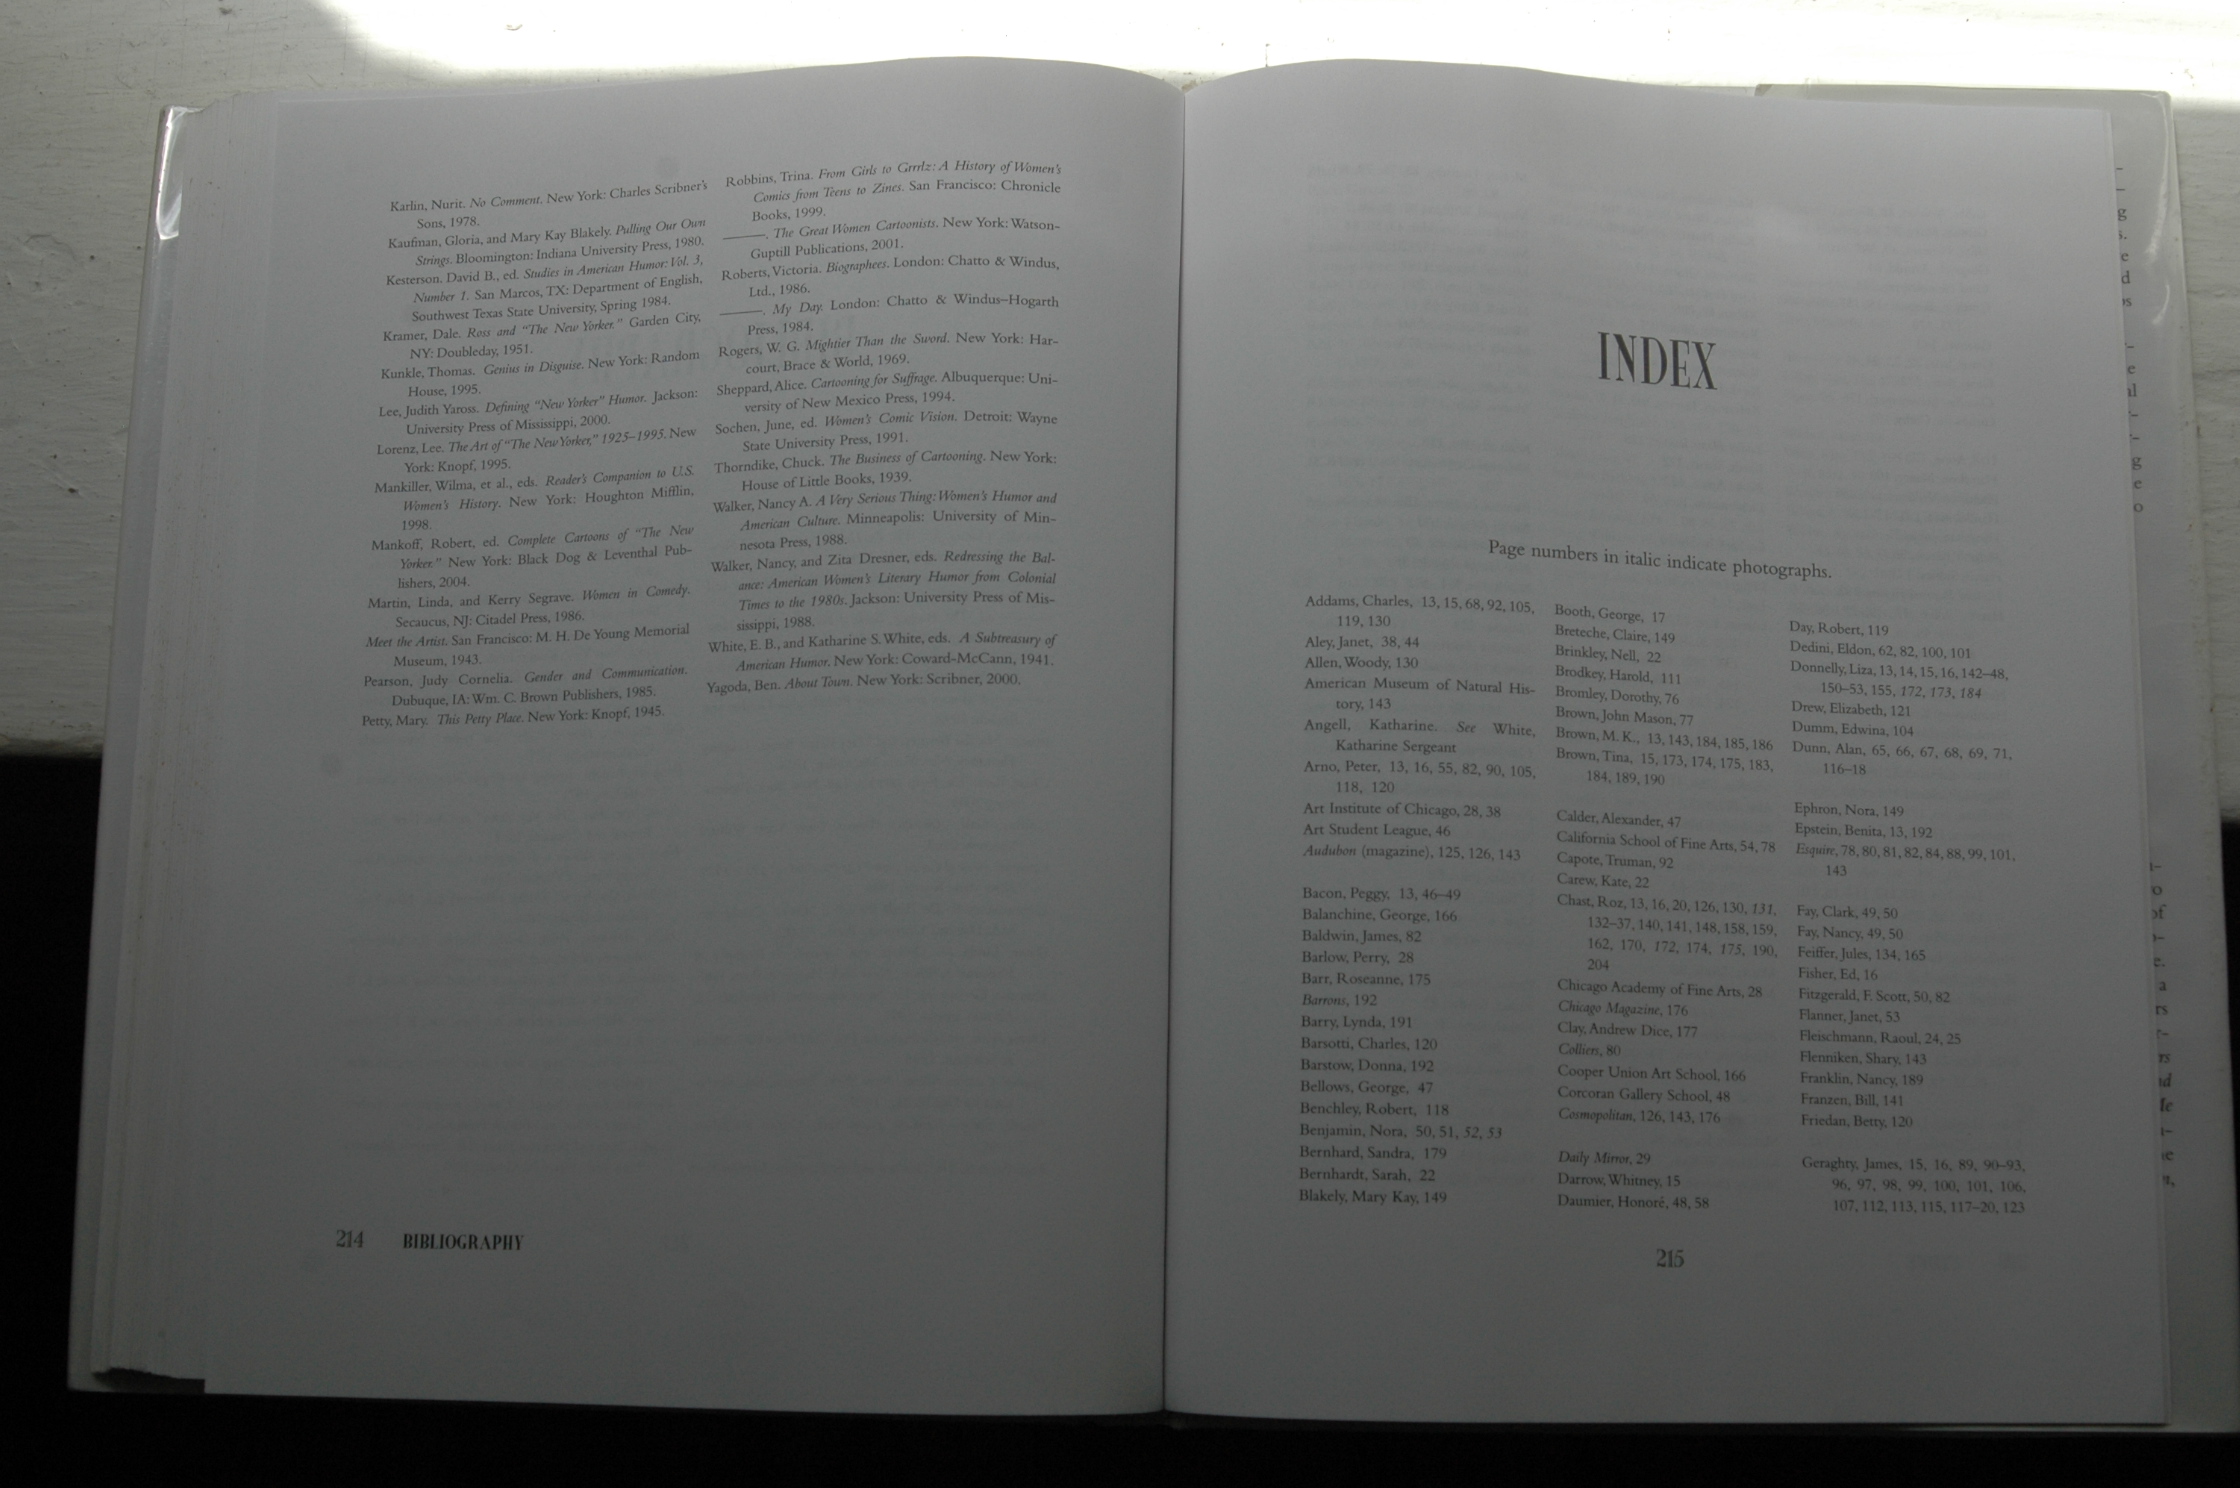 Karlin, Nurit. No Comment. New York: Charles Scribner's
Sons, 1978.
Kaufman, Gloria, and Mary Kay Blakely. Pulling Our Own
Strings. Bloomington: Indiana University Press, 1980.
Kesterson. David B., ed. Studies in American Humor: Vol. 3,
Number 1. San Marcos, TX: Department of English,
Southwest Texas State University, Spring 1984.
Kramer, Dale. Ross and “The New Yorker.” Garden City,
NY: Doubleday, 1951.
Kunkle, Thomas. Genius in Disguise. New York: Random
House, 1995.
Lee, Judith Yaross. Defining “New Yorker” Humor. Jackson:
University Press of Mississippi, 2000.
Lorenz, Lee. The Art of “The New Yorker,” 1925–1995. New
York: Knopf, 1995.
Mankiller, Wilma, et al., eds. Reader's Companion to U.S.
Women's History. New York: Houghton Mifflin,
1998.
Mankoff, Robert, ed. Complete Cartoons of “The New
Yorker.” New York: Black Dog & Leventhal Pub-
lishers, 2004.
Martin, Linda, and Kerry Segrave. Women in Comedy.
Secaucus, NJ: Citadel Press, 1986.
Meet the Artist. San Francisco: M. H. De Young Memorial
Museum, 1943.
Pearson, Judy Cornelia. Gender and Communication.
Dubuque, IA: Wm. C. Brown Publishers, 1985.
Petty, Mary. This Petty Place. New York: Knopf, 1945.
Robbins, Trina. From Girls to Grrrlz: A History of Women's
Comics from Teens to Zines. San Francisco: Chronicle
Books, 1999.
———. The Great Women Cartoonists. New York: Watson-
Guptill Publications, 2001.
Roberts, Victoria. Biographees. London: Chatto & Windus,
Ltd., 1986.
———. My Day. London: Chatto & Windus–Hogarth
Press, 1984.
Rogers, W. G. Mightier Than the Sword. New York: Har-
court, Brace & World, 1969.
Sheppard, Alice. Cartooning for Suffrage. Albuquerque: Uni-
versity of New Mexico Press, 1994.
Sochen, June, ed. Women's Comic Vision. Detroit: Wayne
State University Press, 1991.
Thorndike, Chuck. The Business of Cartooning. New York:
House of Little Books, 1939.
Walker, Nancy A. A Very Serious Thing: Women's Humor and
American Culture. Minneapolis: University of Min-
nesota Press, 1988.
Walker, Nancy, and Zita Dresner, eds. Redressing the Bal-
ance: American Women's Literary Humor from Colonial
Times to the 1980s. Jackson: University Press of Mis-
sissippi, 1988.
White, E. B., and Katharine S. White, eds. A Subtreasury of
American Humor. New York: Coward-McCann, 1941.
Yagoda, Ben. About Town. New York: Scribner, 2000.
214 BIBLIOGRAPHY
INDEX
Page numbers in italic indicate photographs.
Addams, Charles, 13, 15, 68, 92, 105,
119, 130
Aley, Janet, 38, 44
Allen, Woody, 130
American Museum of Natural His-
tory, 143
Angell, Katharine. See White,
Katharine Sergeant
Arno, Peter, 13, 16, 55, 82, 90, 105,
118, 120
Art Institute of Chicago, 28, 38
Art Student League, 46
Audubon (magazine), 125, 126, 143
Bacon, Peggy, 13, 46–49
Balanchine, George, 166
Baldwin, James, 82
Barlow, Perry, 28
Barr, Roseanne, 175
Barrons, 192
Barry, Lynda, 191
Barsotti, Charles, 120
Barstow, Donna, 192
Bellows, George, 47
Benchley, Robert, 118
Benjamin, Nora, 50, 51, 52, 53
Bernhard, Sandra, 179
Bernhardt, Sarah, 22
Blakely, Mary Kay, 149
Booth, George, 17
Breteche, Claire, 149
Brinkley, Nell, 22
Brodkey, Harold, 111
Bromley, Dorothy, 76
Brown, John Mason, 77
Brown, M. K., 13, 143, 184, 185, 186
Brown, Tina, 15, 173, 174, 175, 183,
184, 189, 190
Calder, Alexander, 47
California School of Fine Arts, 54, 78
Capote, Truman, 92
Carew, Kate, 22
Chast, Roz, 13, 16, 20, 126, 130, 131,
132–37, 140, 141, 148, 158, 159,
162, 170, 172, 174, 175, 190,
204
Chicago Academy of Fine Arts, 28
Chicago Magazine, 176
Clay, Andrew Dice, 177
Colliers, 80
Cooper Union Art School, 166
Corcoran Gallery School, 48
Cosmopolitan, 126, 143, 176
Daily Mirror, 29
Darrow, Whitney, 15
Daumier, Honoré, 48, 58
Day, Robert, 119
Dedini, Eldon, 62, 82, 100, 101
Donnelly, Liza, 13, 14, 15, 16, 142–48,
150–53, 155, 172, 173, 184
Drew, Elizabeth, 121
Dumm, Edwina, 104
Dunn, Alan, 65, 66, 67, 68, 69, 71,
116–18
Ephron, Nora, 149
Epstein, Benita, 13, 192
Esquire, 78, 80, 81, 82, 84, 88, 99, 101,
143
Fay, Clark, 49, 50
Fay, Nancy, 49, 50
Feiffer, Jules, 134, 165
Fisher, Ed, 16
Fitzgerald, F. Scott, 50, 82
Flanner, Janet, 53
Fleischmann, Raoul, 24, 25
Flenniken, Shary, 143
Franklin, Nancy, 189
Franzen, Bill, 141
Friedan, Betty, 120
Geraghty, James, 15, 16, 89, 90–93,
96, 97, 98, 99, 100, 101, 106,
107, 112, 113, 115, 117–20, 123
215